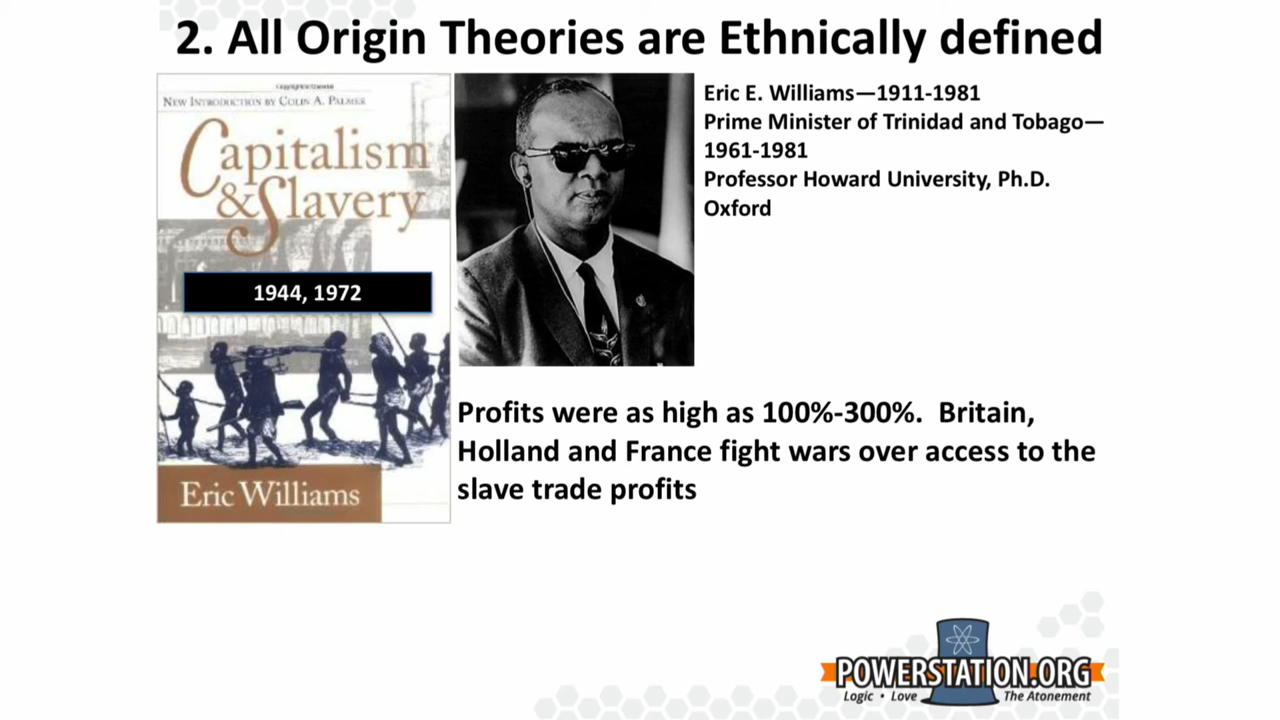 2. All Origin Theories are Ethnically defined
NEW INTRODUCTION BY COLIN A. PALMER
Capitalism
&Slavery
1944, 1972
Eric Williams
Eric E. Williams—1911-1981
Prime Minister of Trinidad and Tobago—
1961-1981
Professor Howard University, Ph.D.
Oxford
Profits were as high as 100%-300%.  Britain,
Holland and France fight wars over access to the
slave trade profits
POWERSTATION.ORG
Logic • Love The Atonement